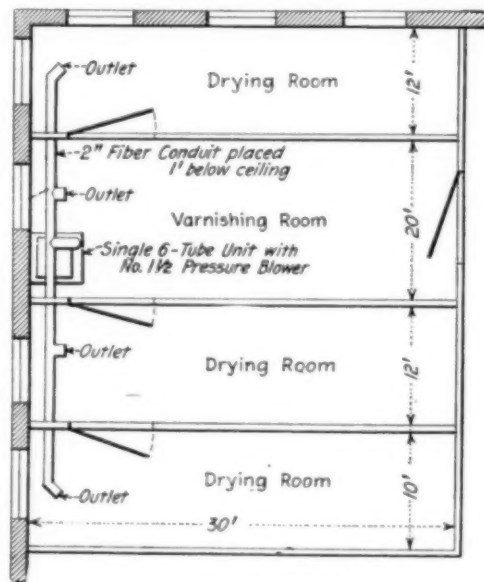 Outlet
Drying Room
12'
2" Fiber Conduit placed
1' below ceiling
Outlet
Varnishing Room
20'
Single 6-Tube Unit with
No. 1½ Pressure Blower
Outlet
Drying Room
12'
Drying Room
10'
Outlet
30'